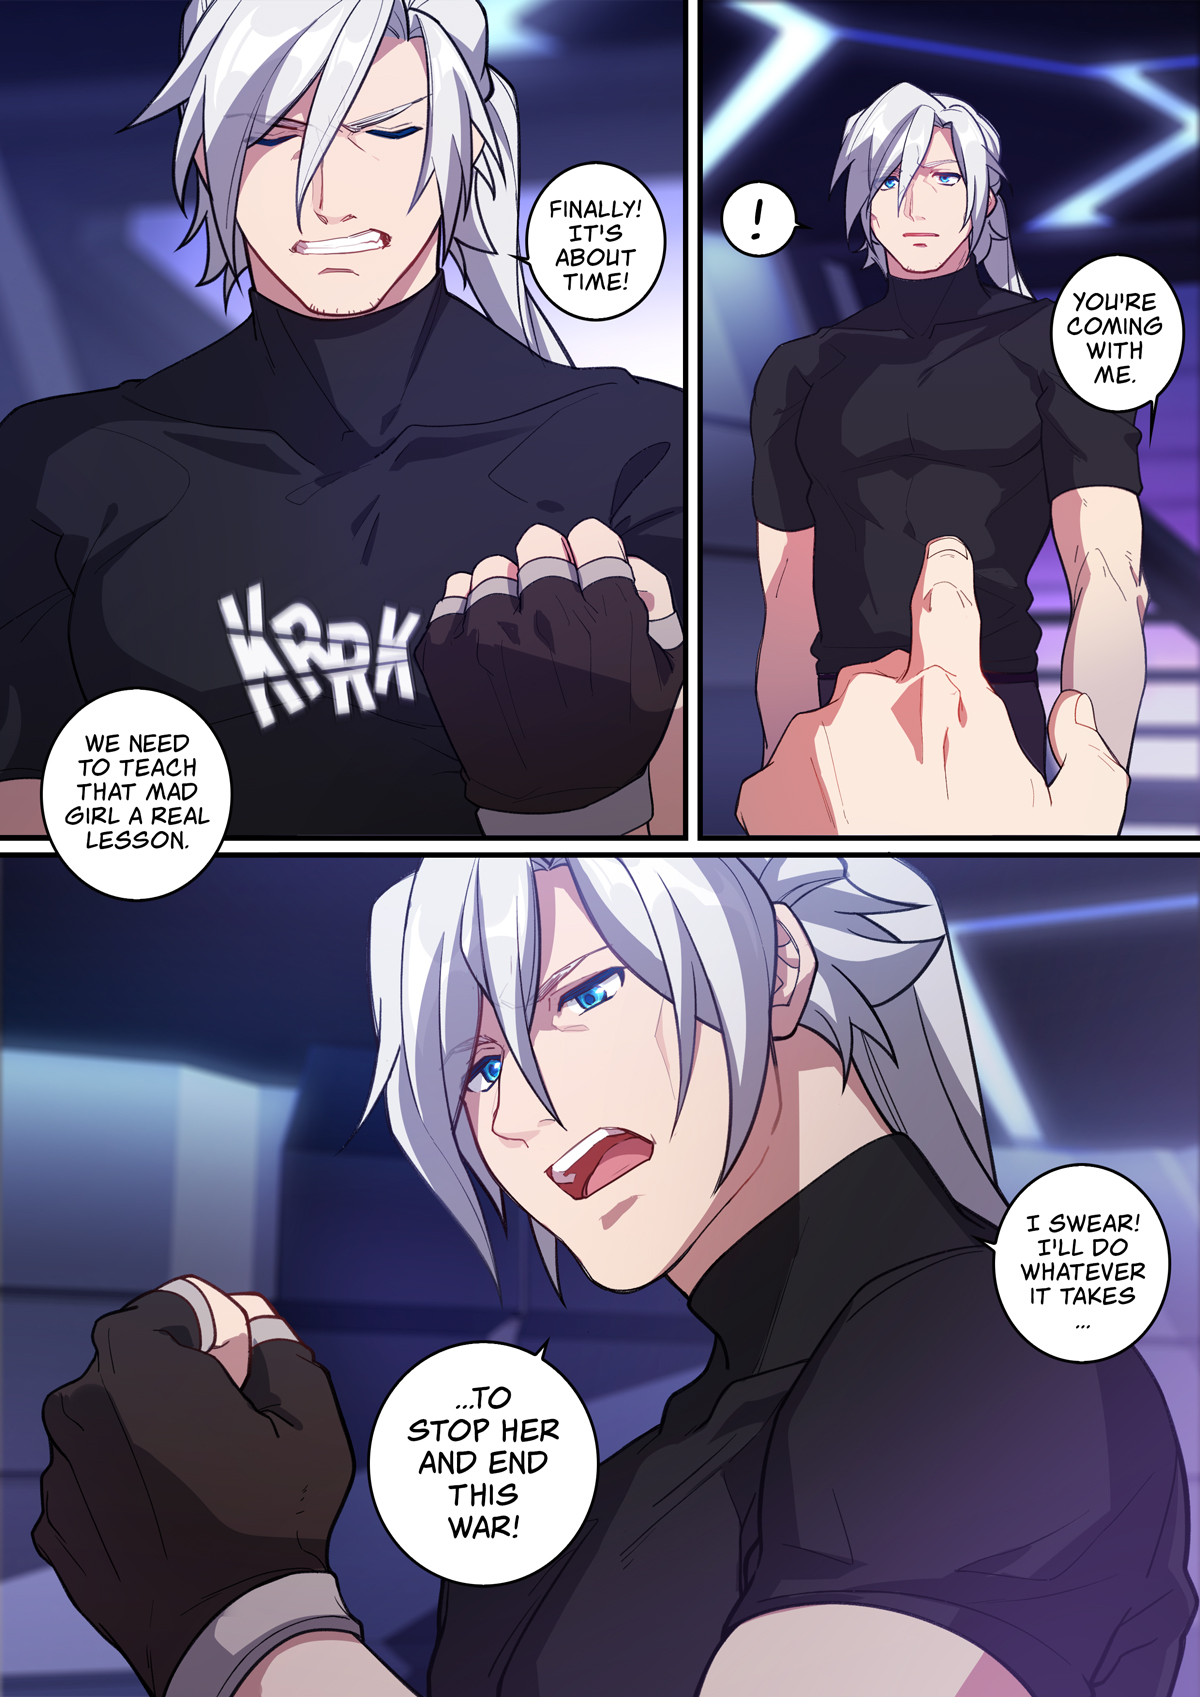 FINALLY!
IT'S
ABOUT
TIME!
KRRK
WE NEED
TO TEACH
THAT MAD
GIRL A REAL
LESSON.
!
YOU'RE
COMING
WITH
ME.
I SWEAR!
I'LL DO
WHATEVER
IT TAKES
...
...TO
STOP HER
AND END
THIS
WAR!